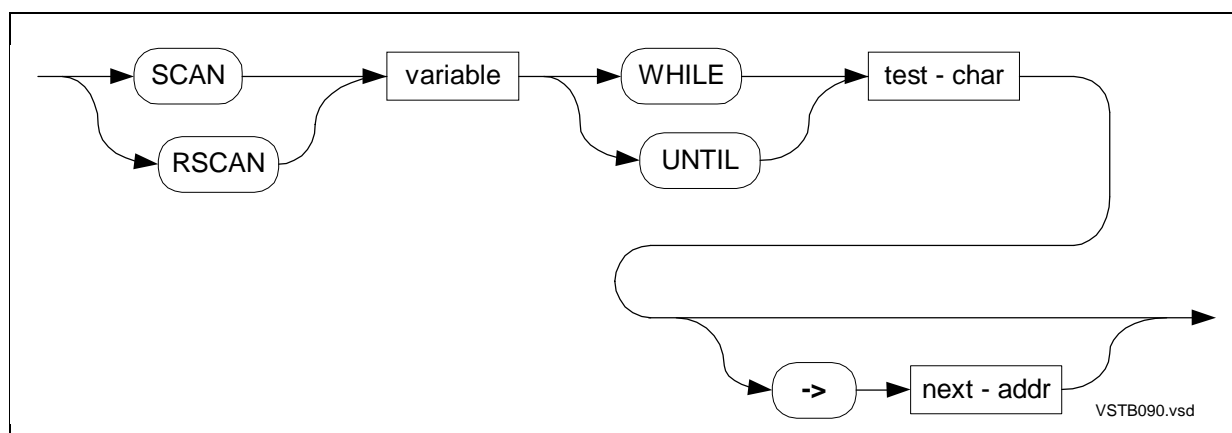 SCAN
variable
WHILE
test - char
RSCAN
UNTIL
->
next - addr
VSTB090.vsd